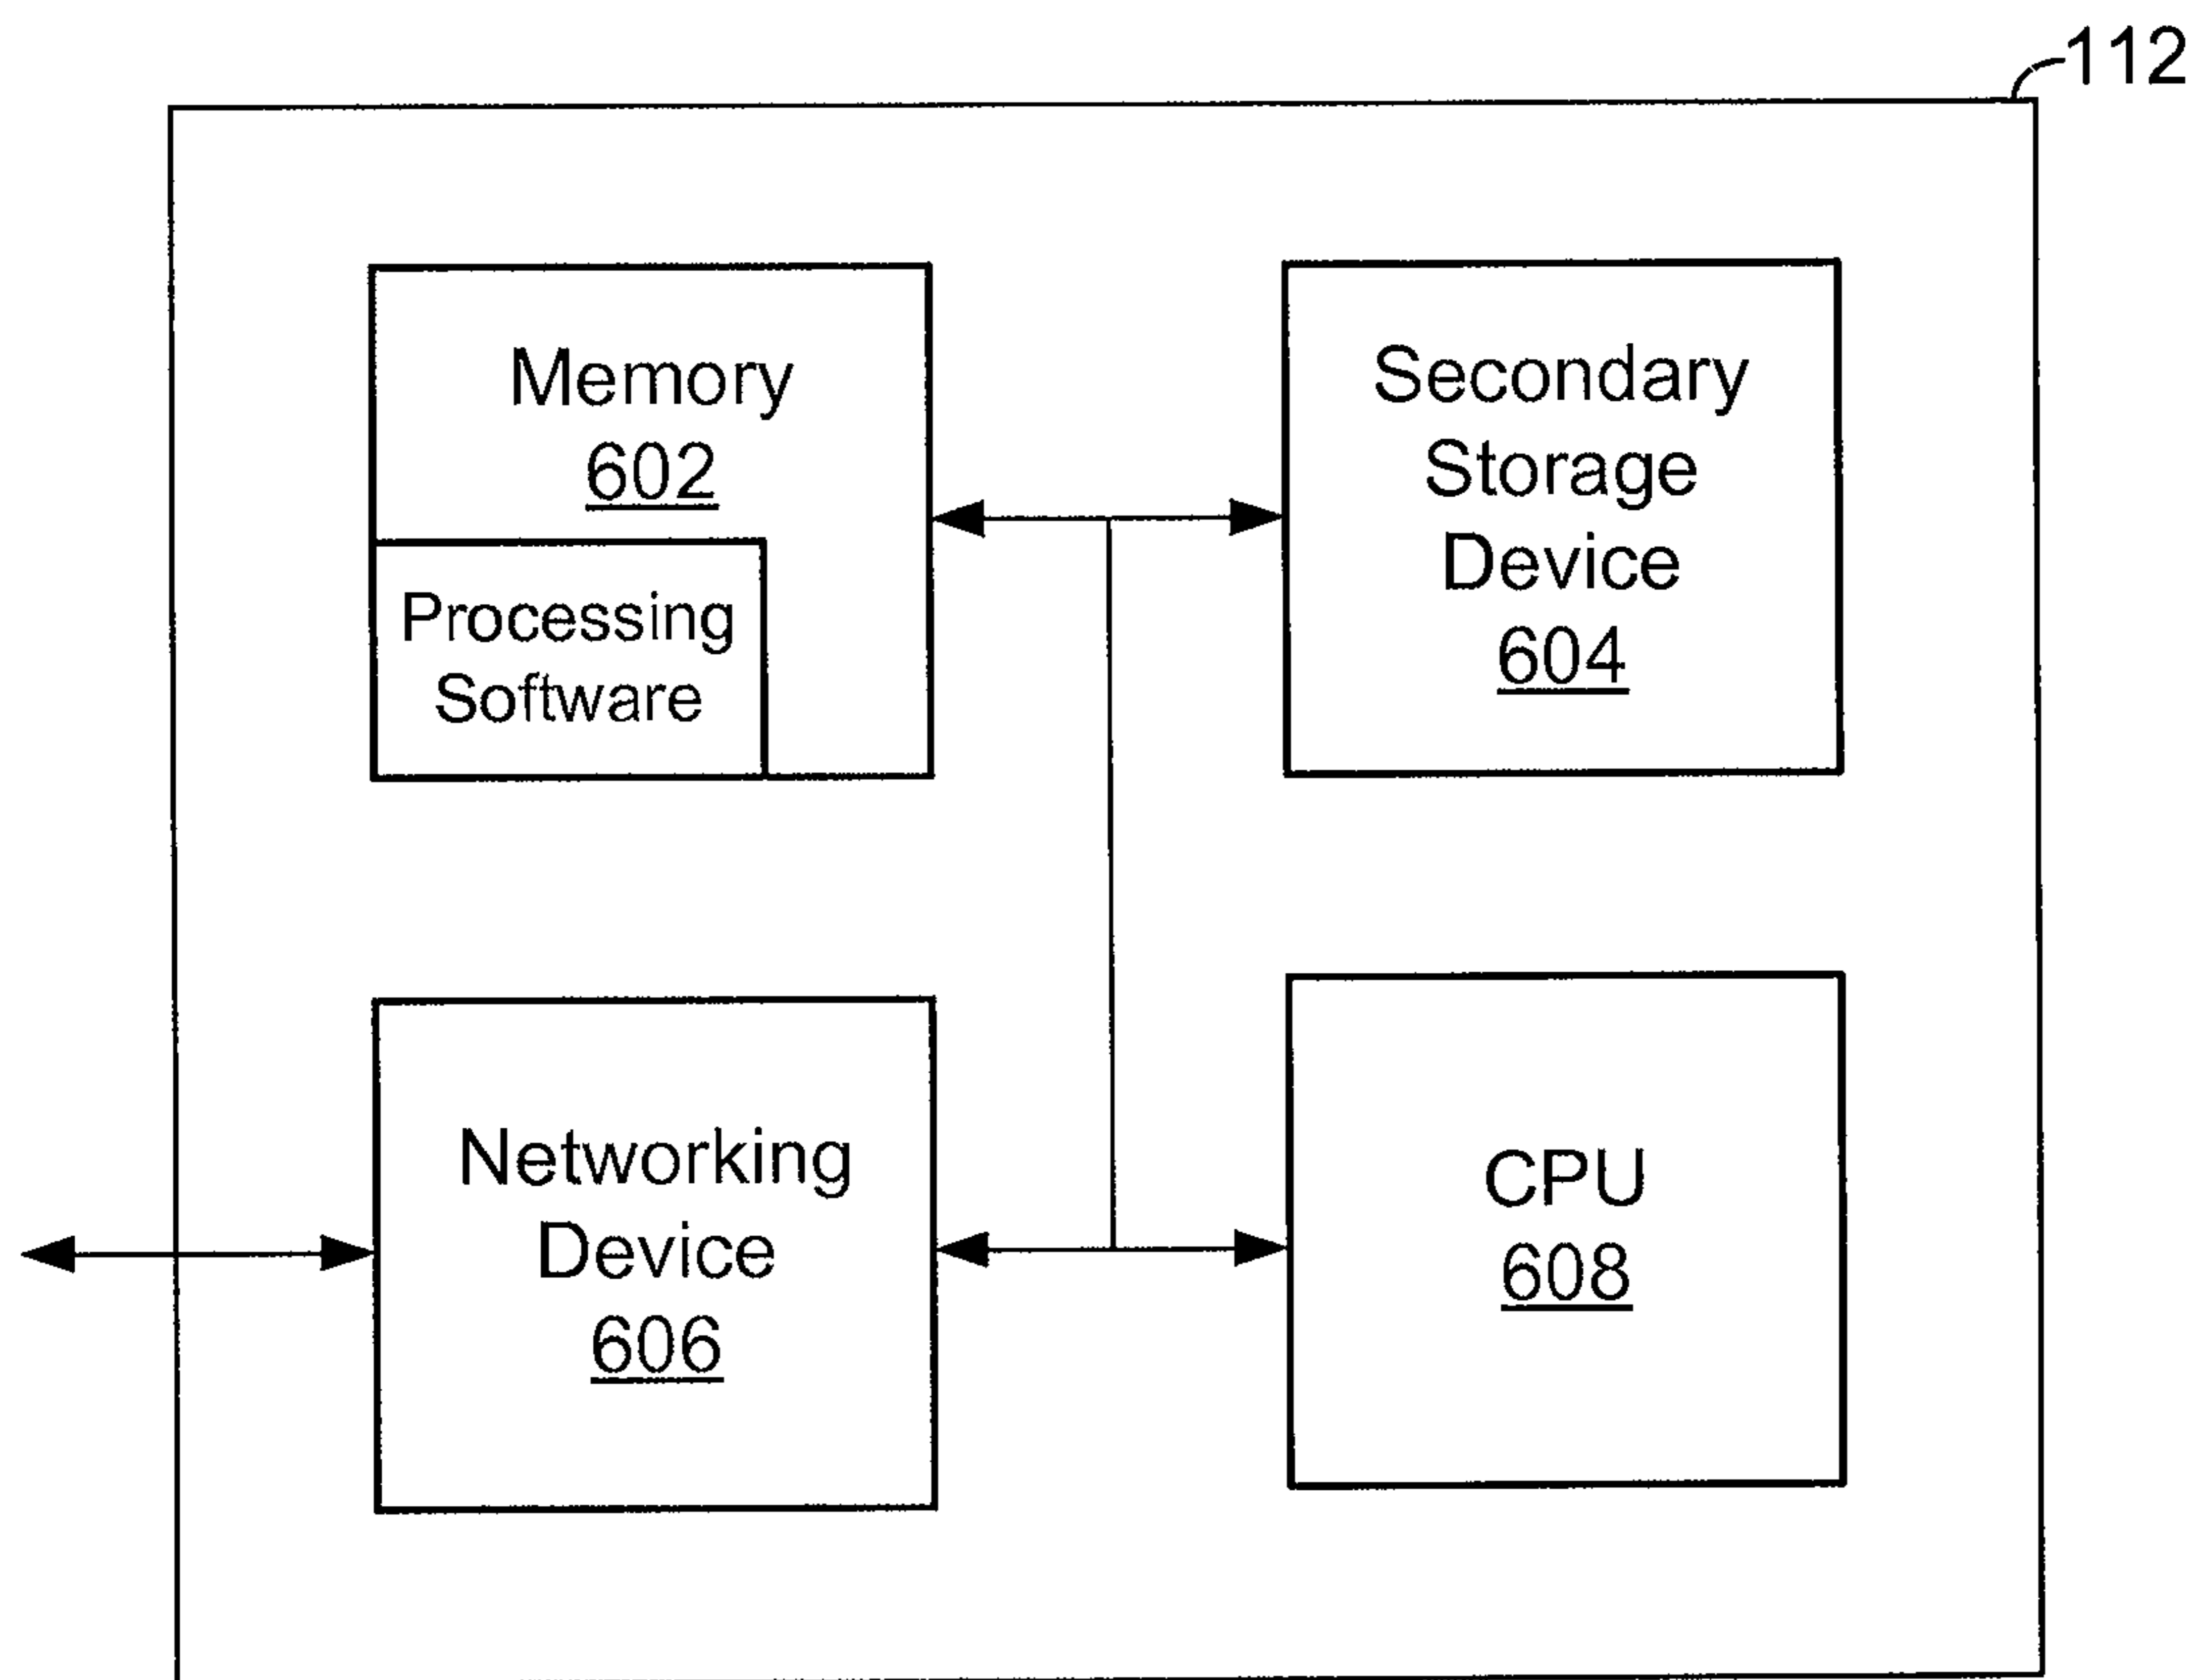 112
Memory
602
Processing
Software
Secondary
Storage
Device
604
Networking
Device
606
CPU
608